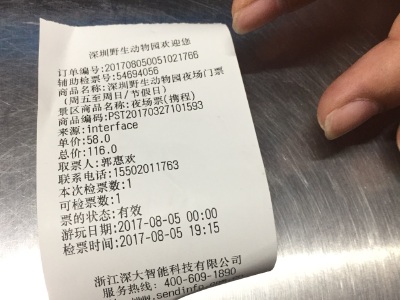 深圳野生动物园欢迎您
订单编号:201708050051021766
辅助检票号:54694056
商品名称:深圳野生动物园夜场门票
(周五至周日/节假日)
景区商品名称:夜场票(携程)
商品编码:PST20170327101593
来源:interface
单价:58.0
总价:116.0
取票人:郭惠欢
联系电话:15502011763
本次检票数:1
可检票数:1
票的状态:有效
游玩日期:2017-08-05 00:00
检票时间:2017-08-05 19:15
浙江深大智能科技有限公司
服务热线: 400-609-1890